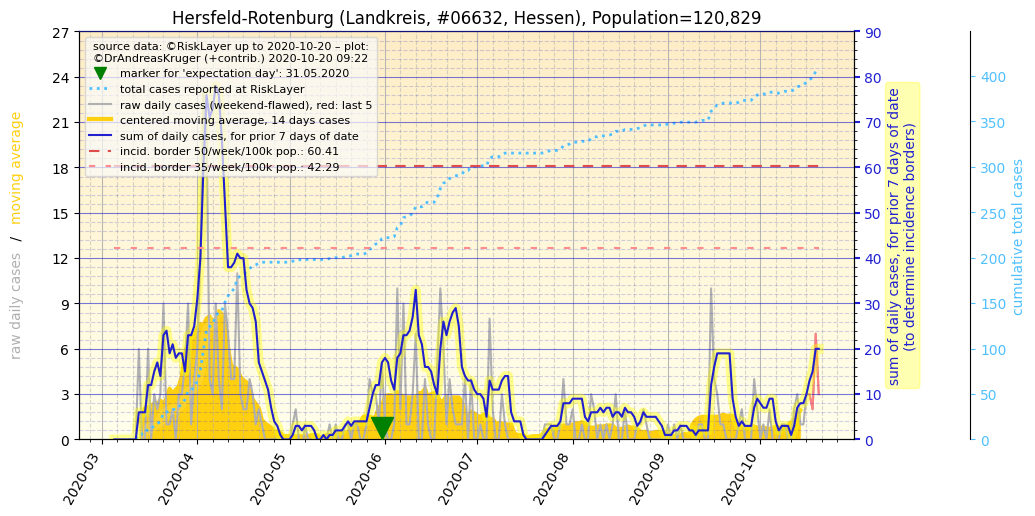 Hersfeld-Rotenburg (Landkreis, #06632, Hessen), Population=120,829
source data: ©RiskLayer up to 2020-10-20 – plot:
©DrAndreasKruger (+contrib.) 2020-10-20 09:22
marker for 'expectation day': 31.05.2020
total cases reported at RiskLayer
raw daily cases (weekend-flawed), red: last 5
centered moving average, 14 days cases
sum of daily cases, for prior 7 days of date
incid. border 50/week/100k pop.: 60.41
incid. border 35/week/100k pop.: 42.29
raw daily cases / moving average
27
24
21
18
15
12
9
6
3
0
2020-03
2020-04
2020-05
2020-06
2020-07
2020-08
2020-09
2020-10
90
80
70
60
50
40
30
20
10
0
sum of daily cases, for prior 7 days of date
(to determine incidence borders)
400
350
300
250
200
150
100
50
0
cumulative total cases